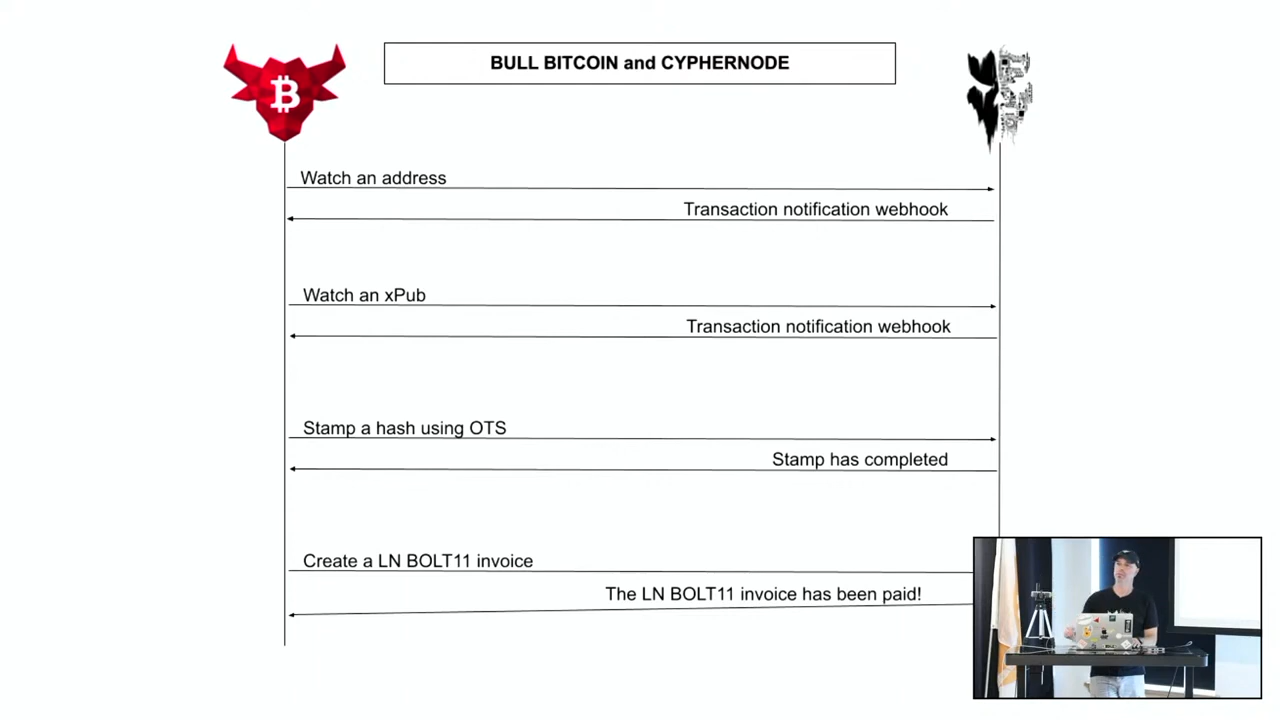 BULL BITCOIN and CYPHERNODE
Watch an address
Transaction notification webhook
Watch an xPub
Transaction notification webhook
Stamp a hash using OTS
Stamp has completed
Create a LN BOLT11 invoice
The LN BOLT11 invoice has been paid!